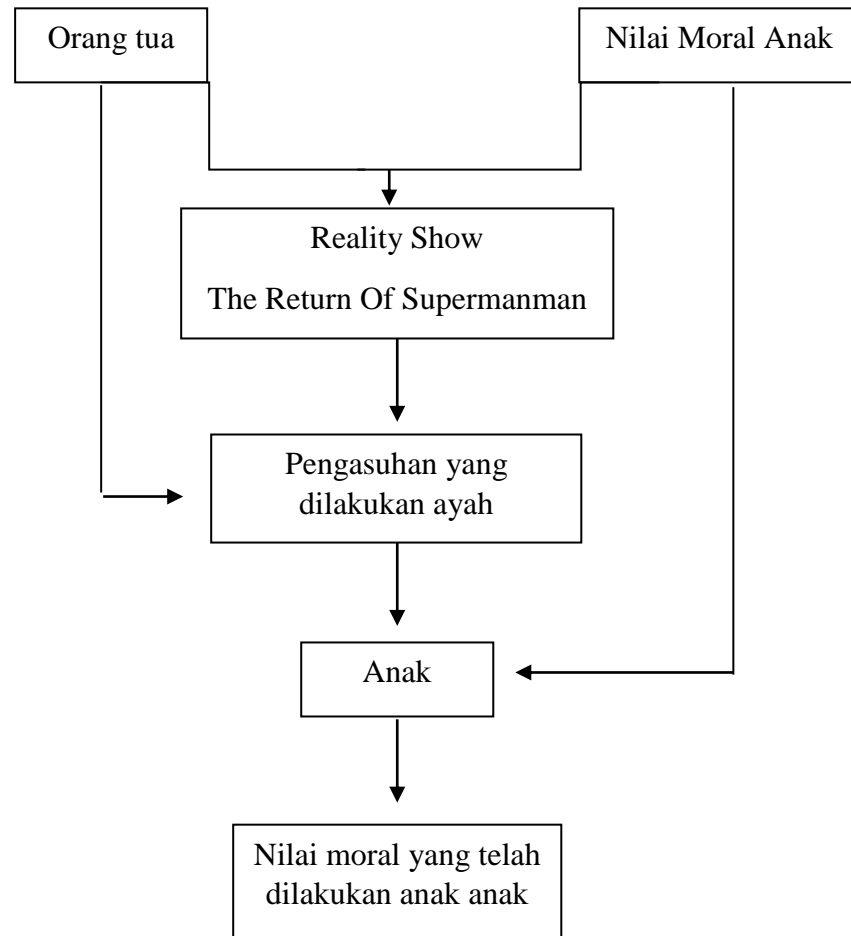 Orang tua
Nilai Moral Anak
Reality Show
The Return Of Supermanman
Pengasuhan yang
dilakukan ayah
Anak
Nilai moral yang telah
dilakukan anak anak